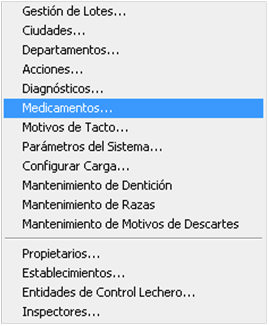 Gestión de Lotes...
Ciudades...
Departamentos...
Acciones...
Diagnósticos...
Medicamentos...
Motivos de Tacto...
Parámetros del Sistema...
Configurar Carga...
Mantenimiento de Dentición
Mantenimiento de Razas
Mantenimiento de Motivos de Descartes
Propietarios...
Establecimientos...
Entidades de Control Lechero...
Inspectores...